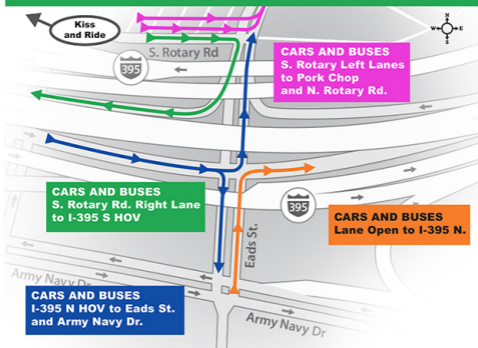 Kiss
and Ride
S. Rotary Rd
395
N
W E
S
CARS AND BUSES
S. Rotary Left Lanes
to Pork Chop
and N. Rotary Rd.
CARS AND BUSES
S. Rotary Rd. Right Lane
to I-395 S HOV
395
CARS AND BUSES
Lane Open to I-395 N.
Eads St.
Army Navy Dr
CARS AND BUSES
I-395 N HOV to Eads St.
and Army Navy Dr.
Army Navy Dr